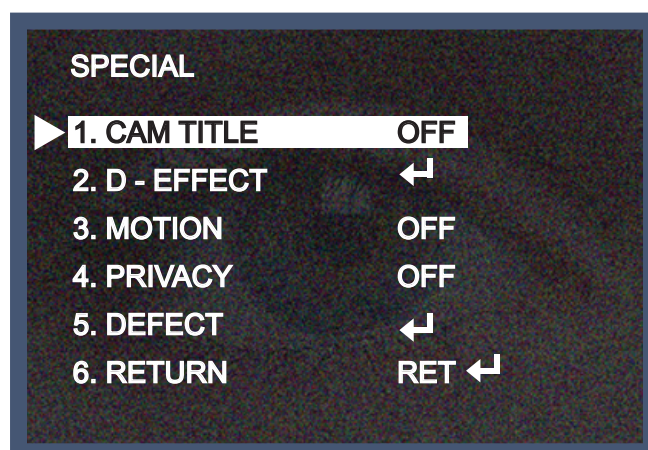 SPECIAL
1. CAM TITLE OFF
2. D - EFFECT ↵
3. MOTION OFF
4. PRIVACY OFF
5. DEFECT ↵
6. RETURN RET ↵